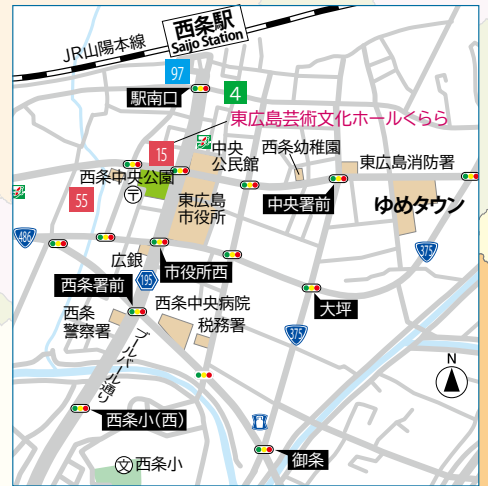 西条駅
Saijo Station
JR山陽本線
97
駅南口
4
東広島芸術文化ホールくらら
15
中央
公民館
西条幼稚園
東広島消防署
西条中央公園
〒
55
東広島
市役所
中央署前
ゆめタウン
486
広銀
市役所西
375
西条署前
195
大坪
西条
警察署
西条中央病院
税務署
375
ブールバール通り
N
西条小(西)
御条
文
西条小